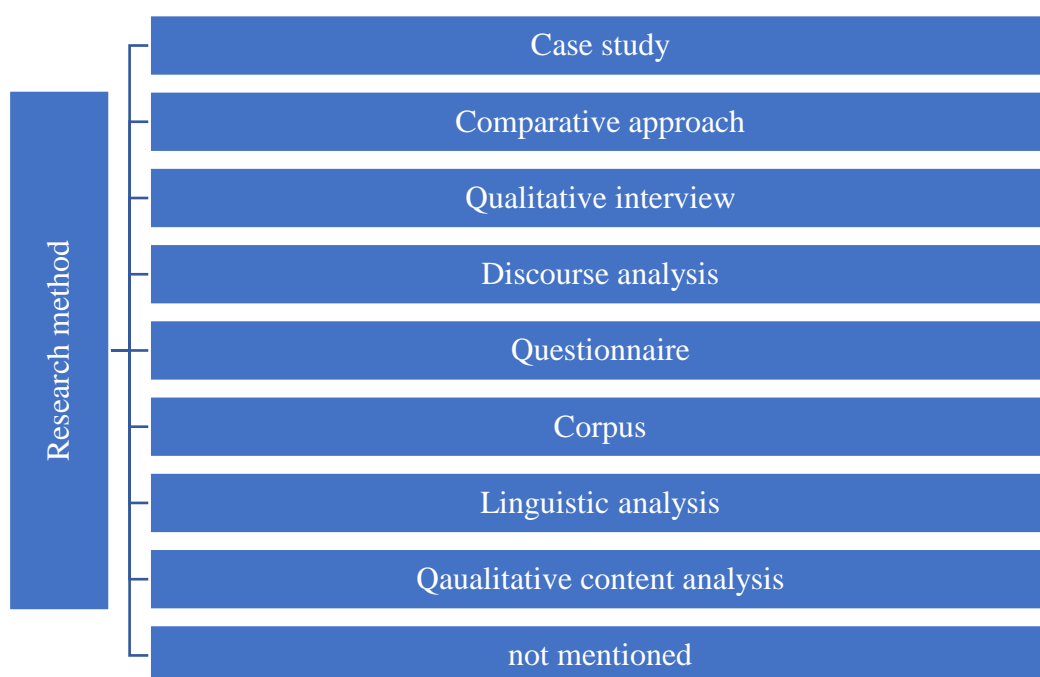 Research method
Case study
Comparative approach
Qualitative interview
Discourse analysis
Questionnaire
Corpus
Linguistic analysis
Qaualitative content analysis
not mentioned